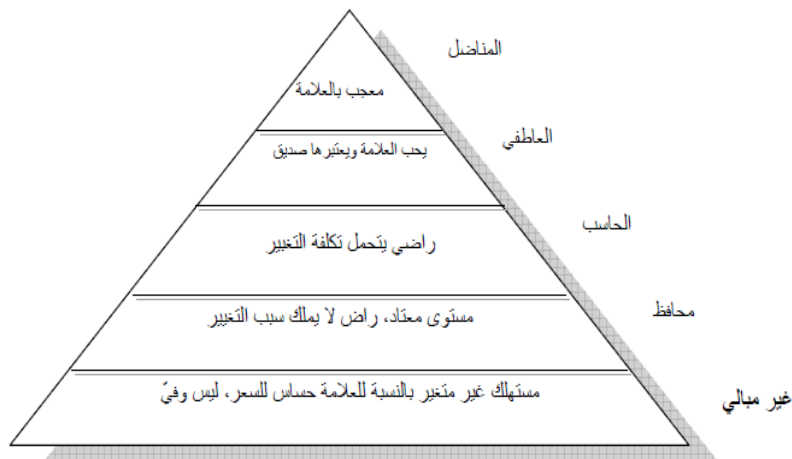 المناضل
معجب بالعلامة
العاطفي
يحب العلامة ويعتبرها صديق
الحاسب
راضي يتحمل تكلفة التغيير
محافظ
مستوى معتاد، راض لا يملك سبب التغيير
غير مبالي
مستهلك غير متغير بالنسبة للعلامة حساس للسعر، ليس وفيّ